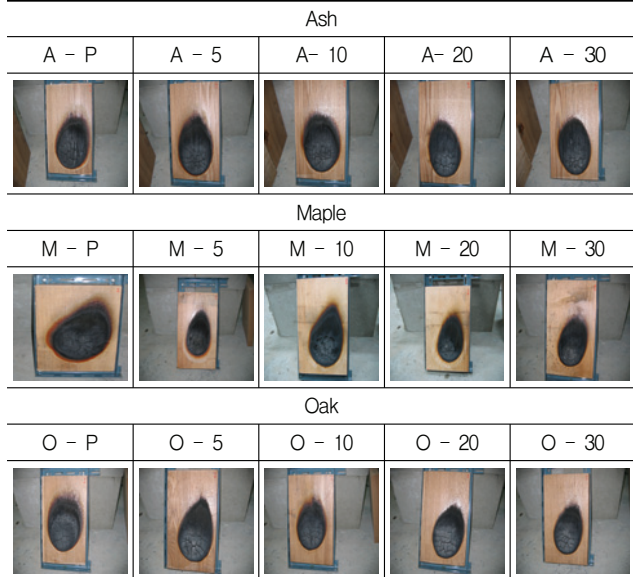 Ash
A - P A - 5 A- 10 A- 20 A - 30
Maple
M - P M - 5 M - 10 M - 20 M - 30
Oak
O - P O - 5 O - 10 O - 20 O - 30